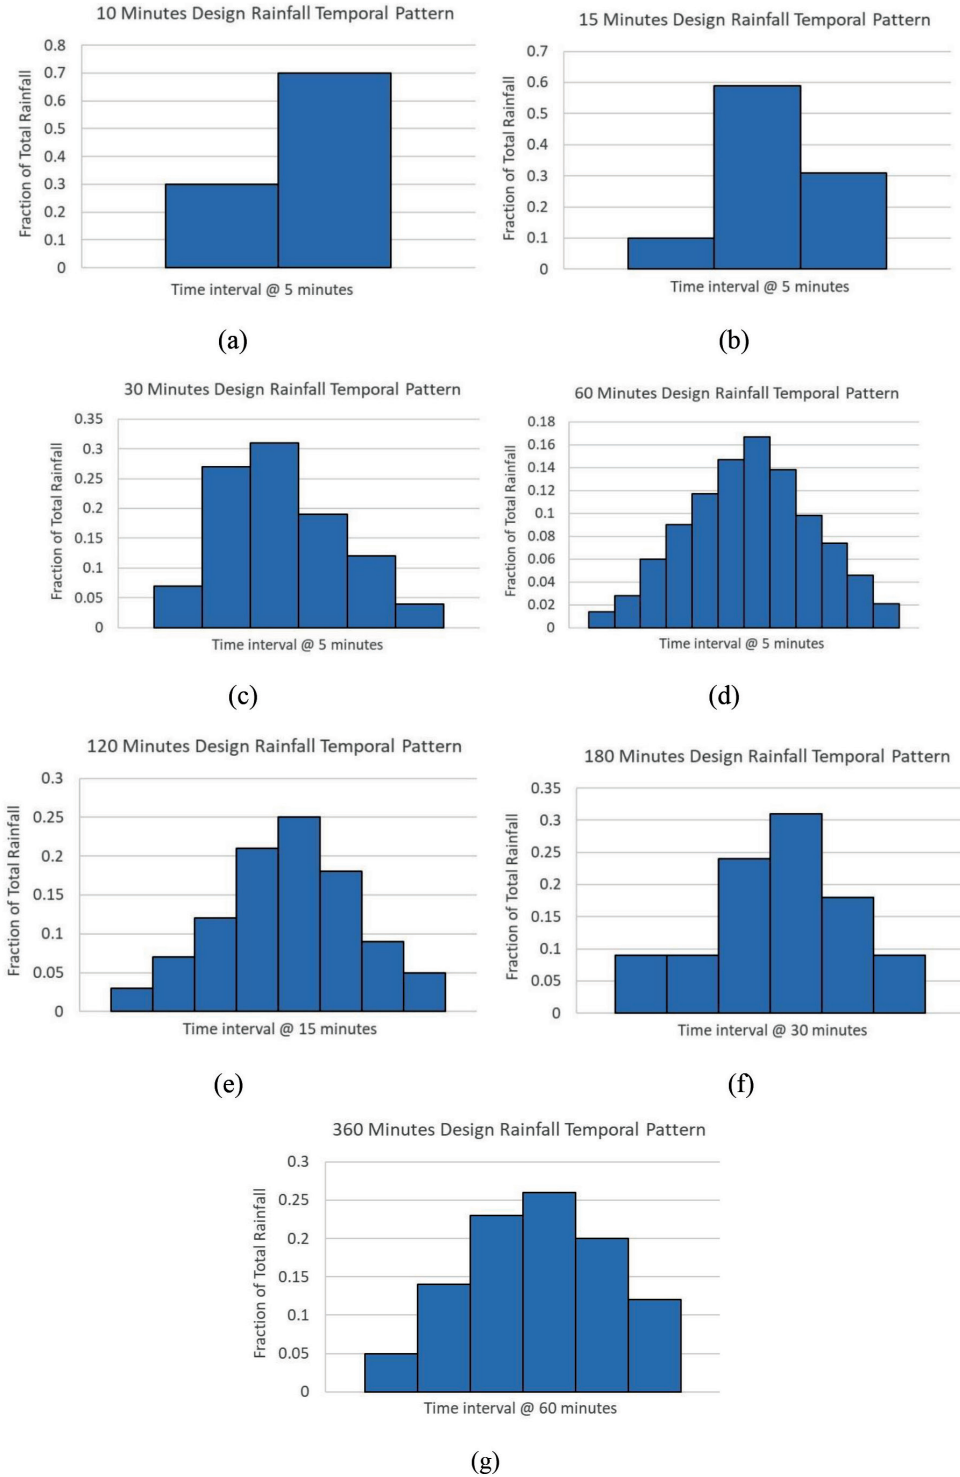 10 Minutes Design Rainfall Temporal Pattern
Fraction of Total Rainfall
0.8
0.7
0.6
0.5
0.4
0.3
0.2
0.1
0
Time interval @ 5 minutes
(a)
15 Minutes Design Rainfall Temporal Pattern
Fraction of Total Rainfall
0.7
0.6
0.5
0.4
0.3
0.2
0.1
0
Time interval @ 5 minutes
(b)
30 Minutes Design Rainfall Temporal Pattern
Fraction of Total Rainfall
0.35
0.3
0.25
0.2
0.15
0.1
0.05
0
Time interval @ 5 minutes
(c)
60 Minutes Design Rainfall Temporal Pattern
Fraction of Total Rainfall
0.18
0.16
0.14
0.12
0.1
0.08
0.06
0.04
0.02
0
Time interval @ 5 minutes
(d)
120 Minutes Design Rainfall Temporal Pattern
Fraction of Total Rainfall
0.3
0.25
0.2
0.15
0.1
0.05
0
Time interval @ 15 minutes
(e)
180 Minutes Design Rainfall Temporal Pattern
Fraction of Total Rainfall
0.35
0.3
0.25
0.2
0.15
0.1
0.05
0
Time interval @ 30 minutes
(f)
360 Minutes Design Rainfall Temporal Pattern
Fraction of Total Rainfall
0.3
0.25
0.2
0.15
0.1
0.05
0
Time interval @ 60 minutes
(g)